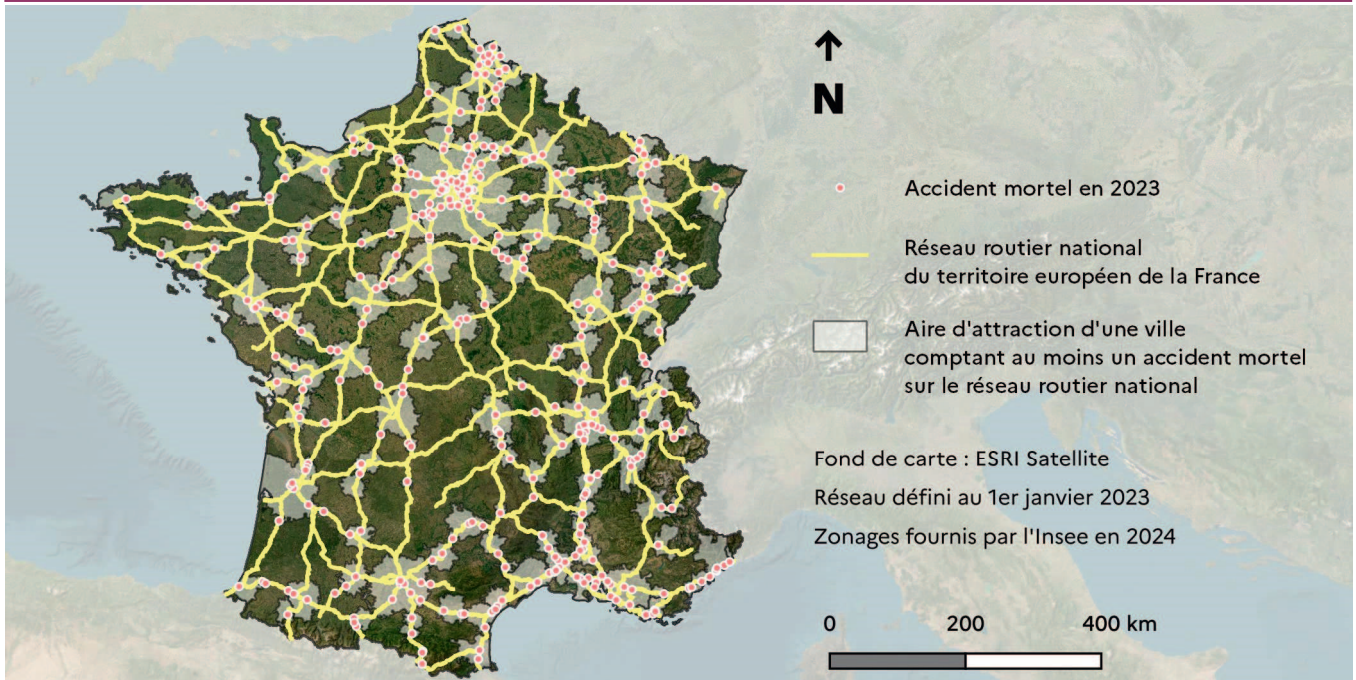 ↑
N
Accident mortel en 2023
Réseau routier national
du territoire européen de la France
Aire d'attraction d'une ville
comptant au moins un accident mortel
sur le réseau routier national
Fond de carte : ESRI Satellite
Réseau défini au 1er janvier 2023
Zonages fournis par l'Insee en 2024
0 200 400 km